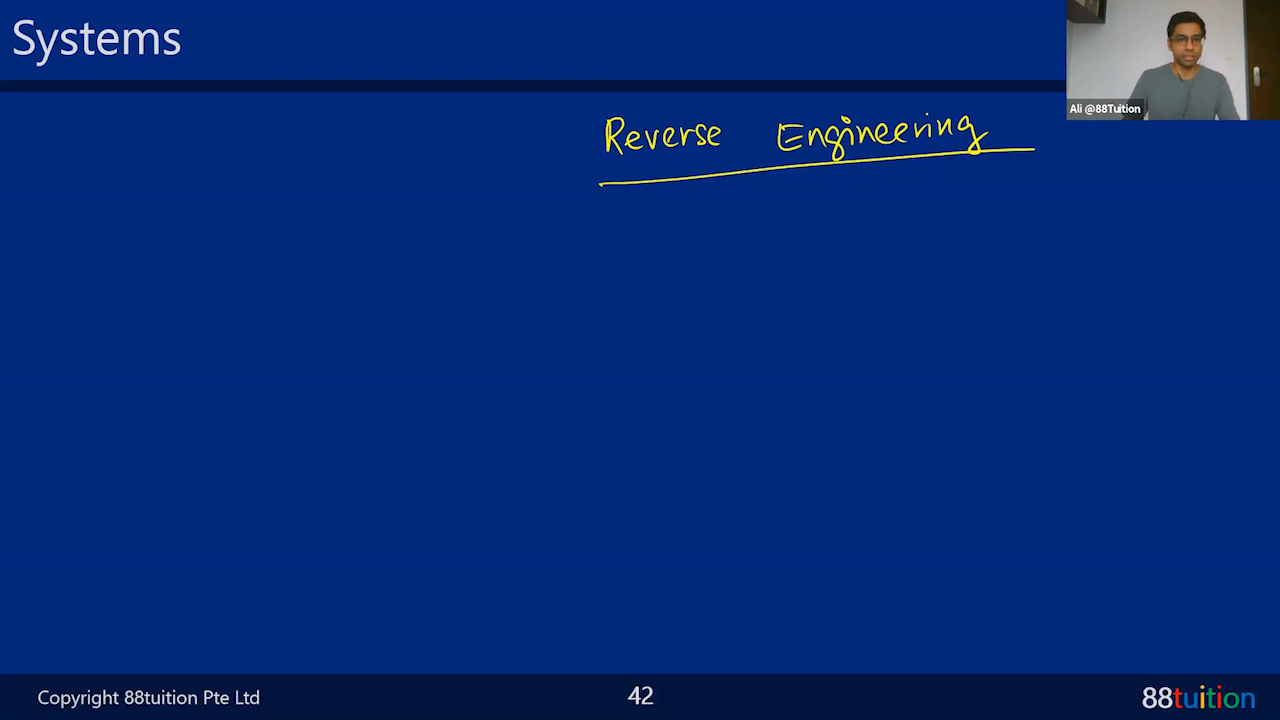 Systems
Ali @88Tuition
Reverse Engineering
Copyright 88tuition Pte Ltd
42
88tuition